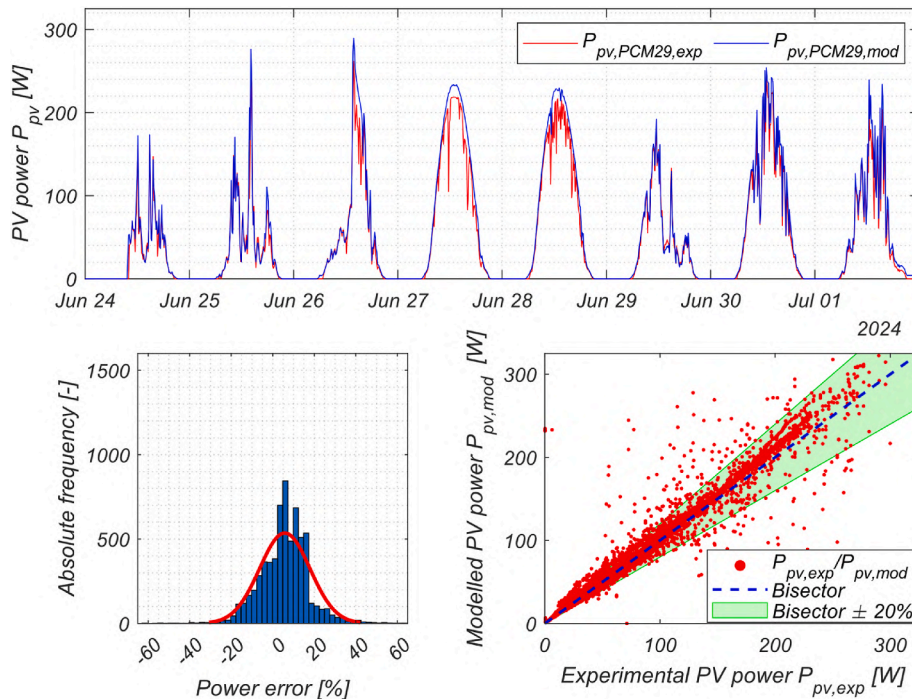 300
200
100
0
PV power P_pv [W]
P_pv,PCM29,exp P_pv,PCM29,mod
Jun 24 Jun 25 Jun 26 Jun 27 Jun 28 Jun 29 Jun 30 Jul 01
2024
1500
1000
500
0
Absolute frequency [-]
-60 -40 -20 0 20 40 60
Power error [%]
300
200
100
0
Modelled PV power P_pv,mod [W]
P_pv,exp/P_pv,mod
Bisector
Bisector ± 20%
0 100 200 300
Experimental PV power P_pv,exp [W]